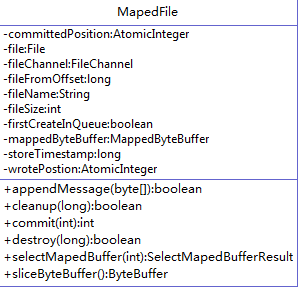 MapedFile
-committedPosition:AtomicInteger
-file:File
-fileChannel:FileChannel
-fileFromOffset:long
-fileName:String
-fileSize:int
-firstCreateInQueue:boolean
-mappedByteBuffer:MappedByteBuffer
-storeTimestamp:long
-wrotePostion:AtomicInteger
+appendMessage(byte[]):boolean
+cleanup(long):boolean
+commit(int):int
+destroy(long):boolean
+selectMapedBuffer(int):SelectMapedBufferResult
+sliceByteBuffer():ByteBuffer